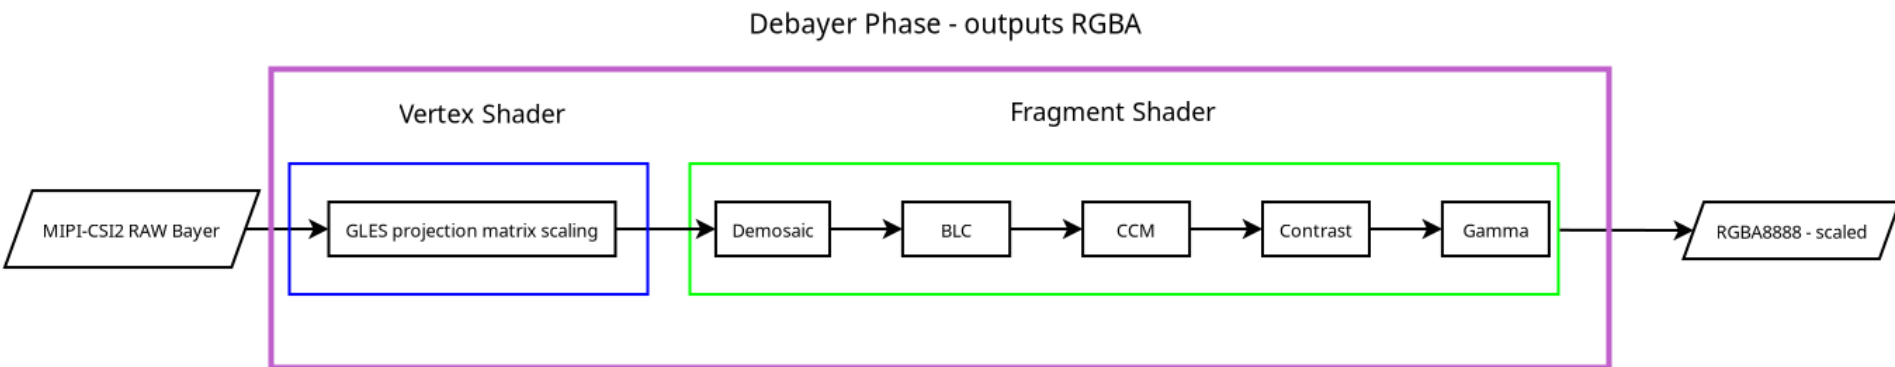 Debayer Phase - outputs RGBA
Vertex Shader
Fragment Shader
MIPI-CSI2 RAW Bayer
GLES projection matrix scaling
Demosaic
BLC
CCM
Contrast
Gamma
RGBA8888 - scaled